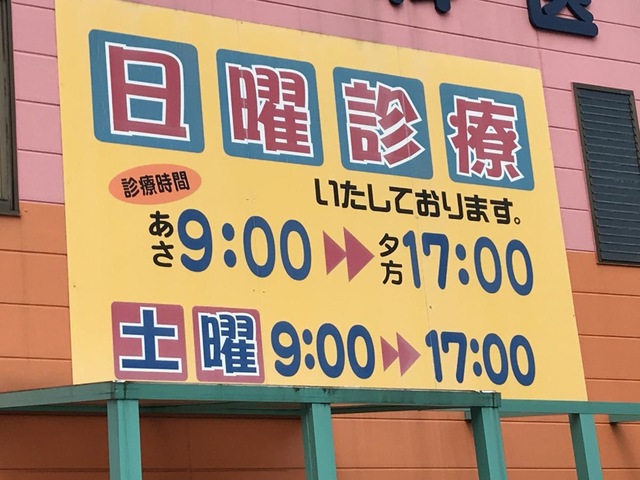 日曜診療
診療時間
いたしております。
あさ9:00 夕方17:00
土曜 9:00 17:00